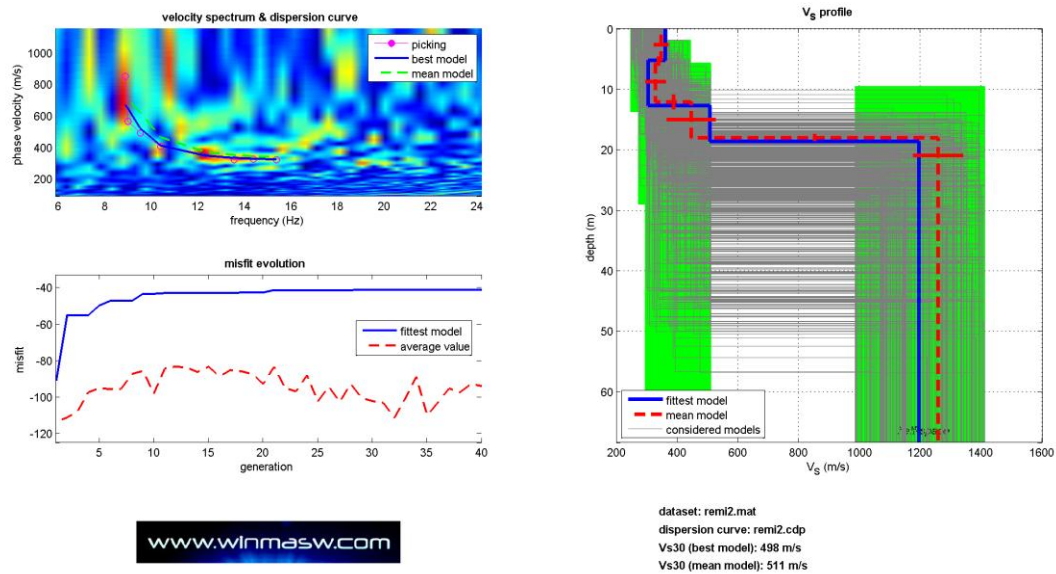 velocity spectrum & dispersion curve
1000
800
600
400
200
phase velocity (m/s)
picking
best model
mean model
6 8 10 12 14 16 18 20 22 24
frequency (Hz)
misfit evolution
-40
-60
-80
-100
-120
misfit
fittest model
average value
5 10 15 20 25 30 35 40
generation
www.winmasw.com
VS profile
0
10
20
30
40
50
60
depth (m)
fittest model
mean model
considered models
200 400 600 800 1000 1200 1400 1600
VS (m/s)
dataset: remi2.mat
dispersion curve: remi2.cdp
Vs30 (best model): 498 m/s
Vs30 (mean model): 511 m/s